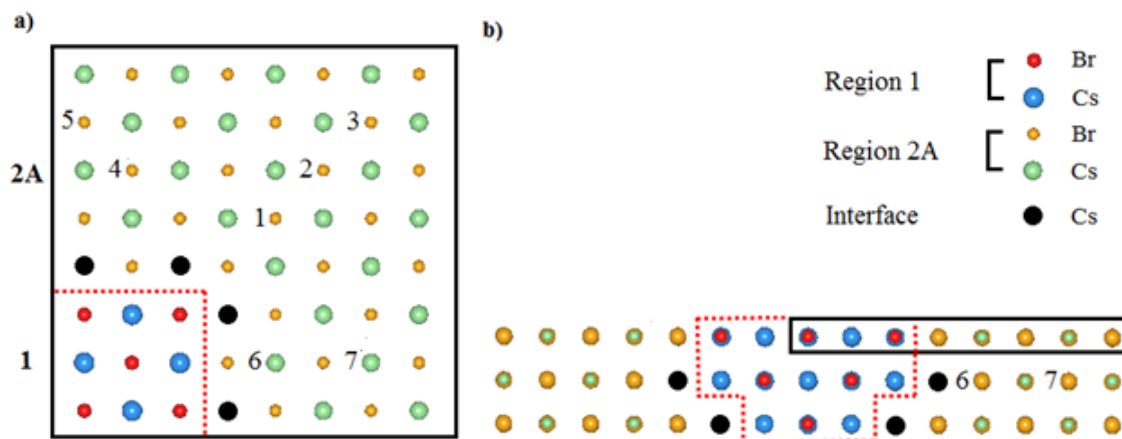 a)
5 3
2A 4 2
1
1 6 7
b)
Region 1 Br
Cs
Region 2A Br
Cs
Interface Cs
6 7